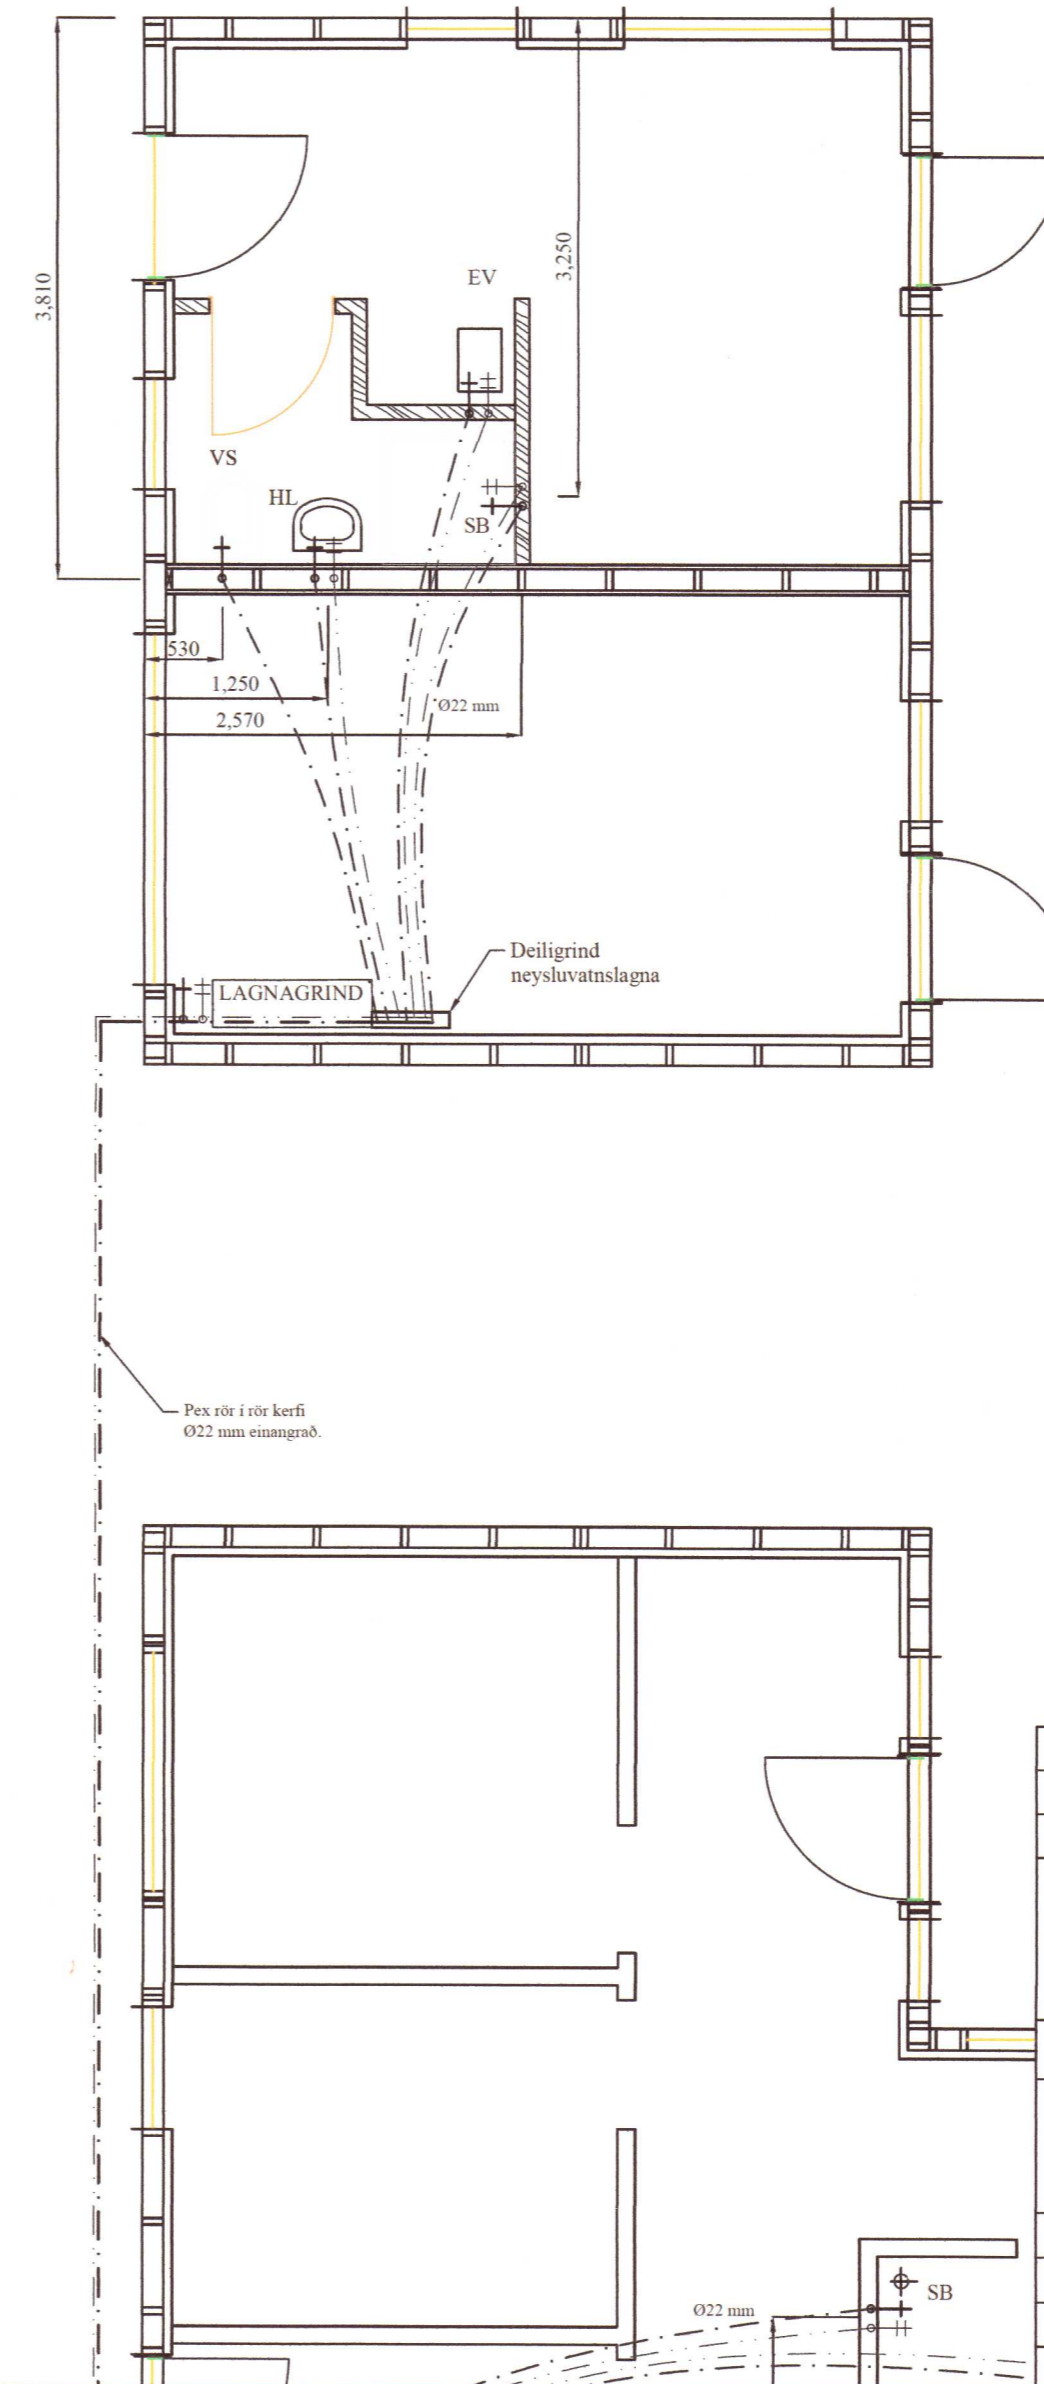 3,810
3,250
EV
VS
HL
SB
530
1,250
2,570
Ø22 mm
Deiligrind
neysluvatnslagna
LAGNAGRIND
Pex rör í rör kerfi
Ø22 mm einangrað.
SB
Ø22 mm